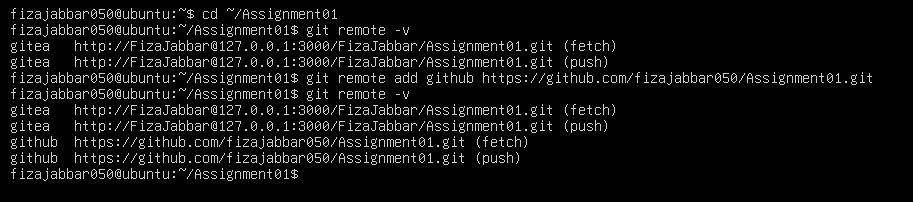 fizajabbar050@ubuntu:~$ cd ~/Assignment01
fizajabbar050@ubuntu:~/Assignment01$ git remote -v
gitea   http://FizaJabbar@127.0.0.1:3000/FizaJabbar/Assignment01.git (fetch)
gitea   http://FizaJabbar@127.0.0.1:3000/FizaJabbar/Assignment01.git (push)
fizajabbar050@ubuntu:~/Assignment01$ git remote add github https://github.com/fizajabbar050/Assignment01.git
fizajabbar050@ubuntu:~/Assignment01$ git remote -v
gitea   http://FizaJabbar@127.0.0.1:3000/FizaJabbar/Assignment01.git (fetch)
gitea   http://FizaJabbar@127.0.0.1:3000/FizaJabbar/Assignment01.git (push)
github  https://github.com/fizajabbar050/Assignment01.git (fetch)
github  https://github.com/fizajabbar050/Assignment01.git (push)
fizajabbar050@ubuntu:~/Assignment01$